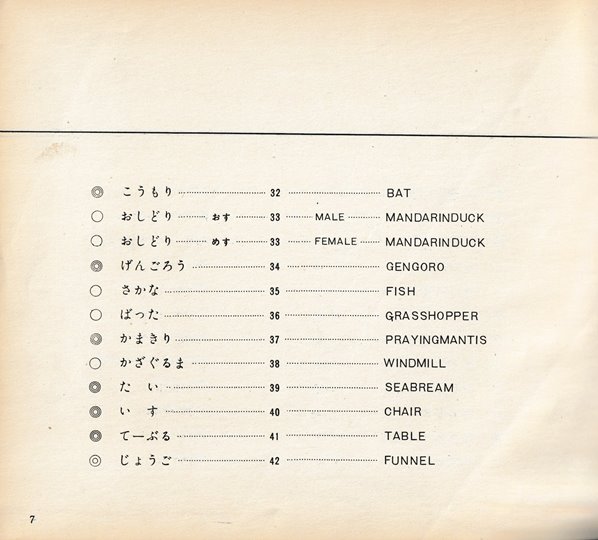 ◎ こうもり 32 BAT
○ おしどり おす 33 MALE MANDARINDUCK
○ おしどり めす 33 FEMALE MANDARINDUCK
◎ げんごろう 34 GENGORO
○ さかな 35 FISH
○ ばった 36 GRASSHOPPER
◎ かまきり 37 PRAYINGMANTIS
○ かざぐるま 38 WINDMILL
◎ たい 39 SEABREAM
◎ いす 40 CHAIR
◎ てーぶる 41 TABLE
◎ じょうご 42 FUNNEL
7